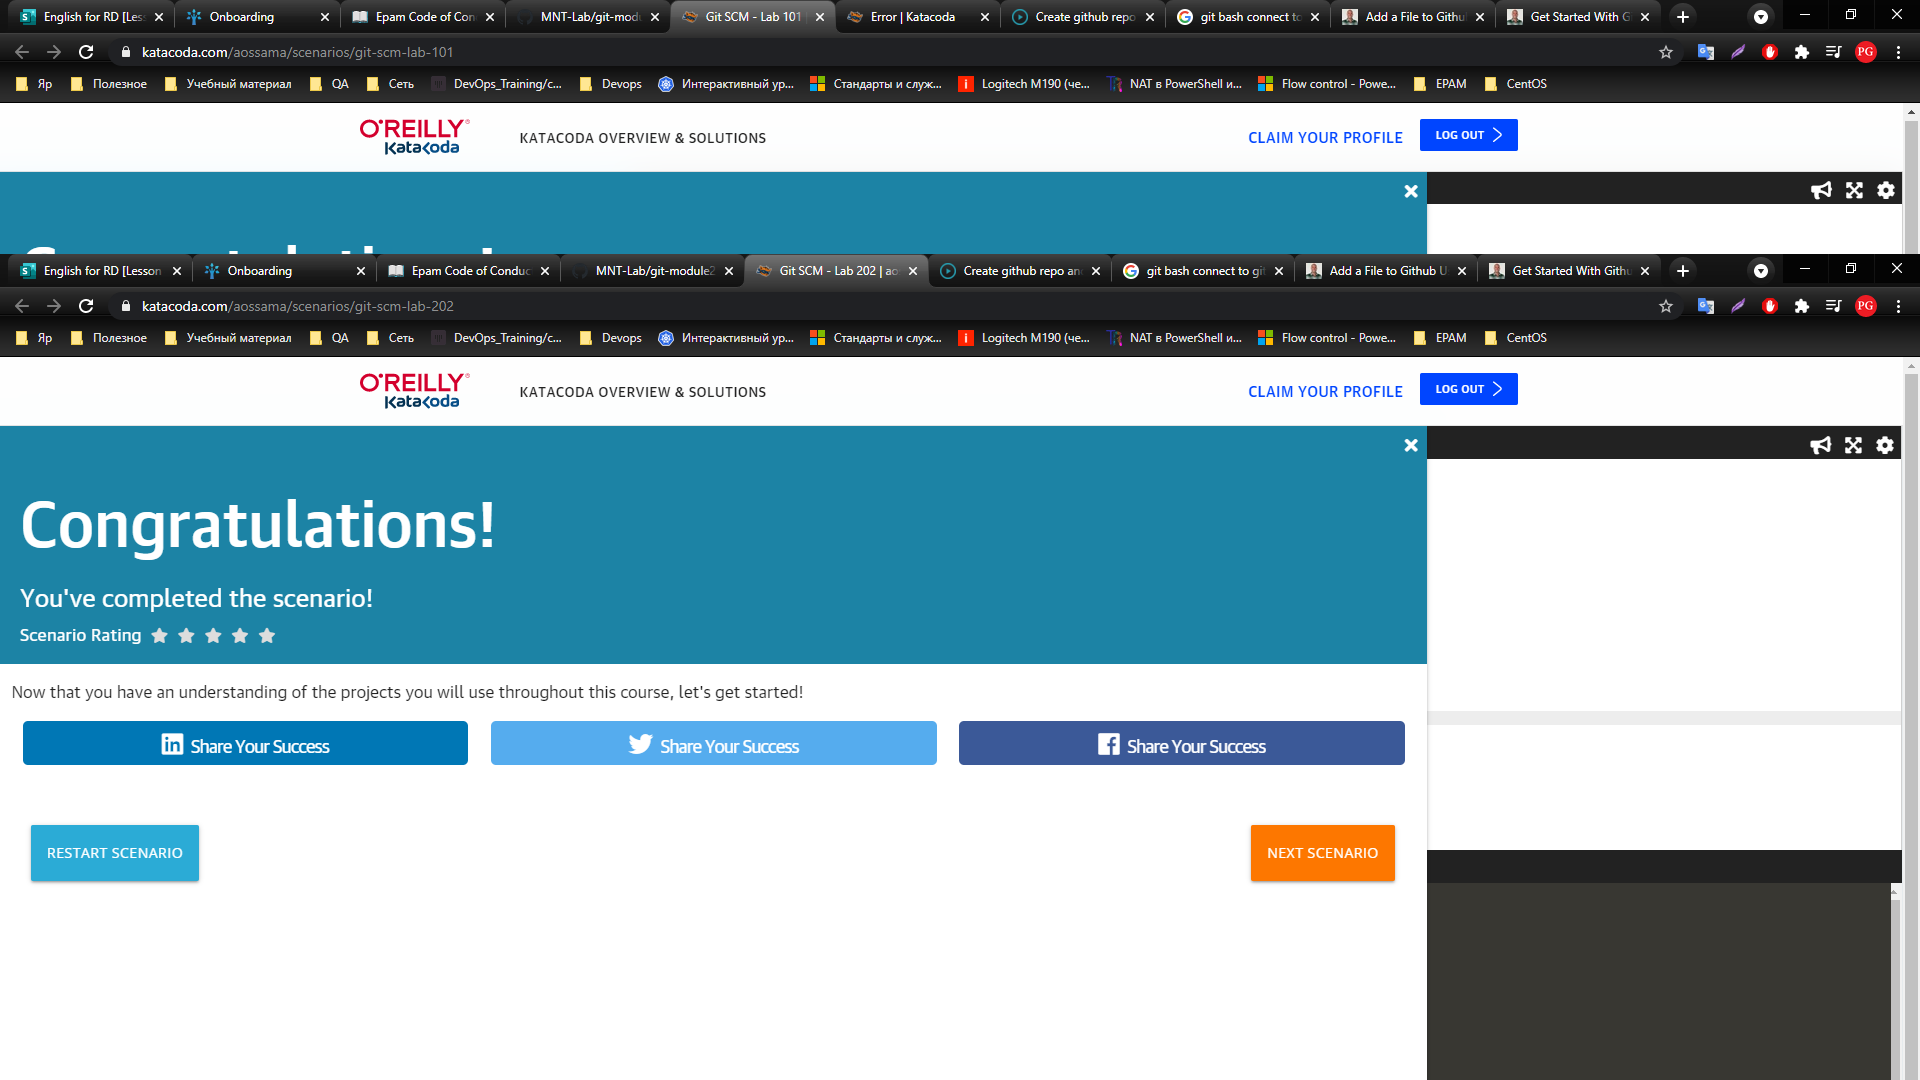 English for RD [Less
Onboarding
Epam Code of Con
MNT-Lab/git-modu
Git SCM - Lab 101
Error | Katacoda
Create github repo
git bash connect to
Add a File to Githu
Get Started With G
katacoda.com/aossama/scenarios/git-scm-lab-101
PG
Яр
Полезное
Учебный материал
QA
Сеть
DevOps_Training/c...
Devops
Интерактивный ур...
Стандарты и служ...
Logitech M190 (че...
NAT в PowerShell и...
Flow control - Powe...
EPAM
CentOS
O'REILLY®
Katacoda
KATACODA OVERVIEW & SOLUTIONS
CLAIM YOUR PROFILE
LOG OUT
English for RD [Lesson
Onboarding
Epam Code of Conduc
MNT-Lab/git-module2
Git SCM - Lab 202 | ao
Create github repo an
git bash connect to git
Add a File to Github U
Get Started With Githu
katacoda.com/aossama/scenarios/git-scm-lab-202
PG
Яр
Полезное
Учебный материал
QA
Сеть
DevOps_Training/c...
Devops
Интерактивный ур...
Стандарты и служ...
Logitech M190 (че...
NAT в PowerShell и...
Flow control - Powe...
EPAM
CentOS
O'REILLY®
Katacoda
KATACODA OVERVIEW & SOLUTIONS
CLAIM YOUR PROFILE
LOG OUT
Congratulations!
You've completed the scenario!
Scenario Rating
Now that you have an understanding of the projects you will use throughout this course, let's get started!
Share Your Success
Share Your Success
Share Your Success
RESTART SCENARIO
NEXT SCENARIO